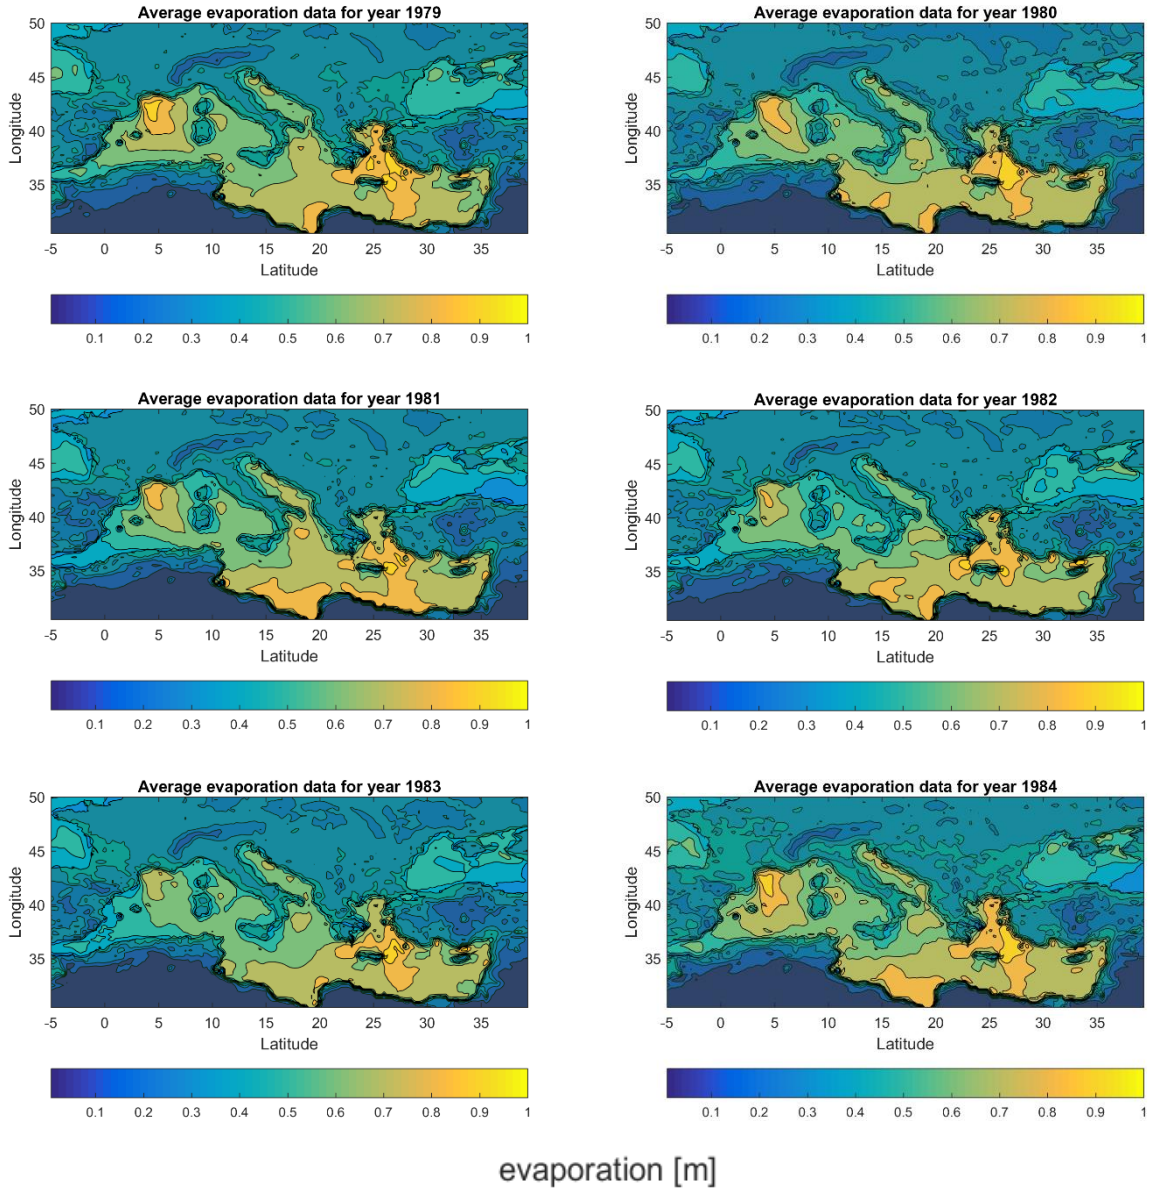 Average evaporation data for year 1979
50
45
40
35
Longitude
-5 0 5 10 15 20 25 30 35
Latitude
0.1 0.2 0.3 0.4 0.5 0.6 0.7 0.8 0.9 1
Average evaporation data for year 1980
50
45
40
35
Longitude
-5 0 5 10 15 20 25 30 35
Latitude
0.1 0.2 0.3 0.4 0.5 0.6 0.7 0.8 0.9 1
Average evaporation data for year 1981
50
45
40
35
Longitude
-5 0 5 10 15 20 25 30 35
Latitude
0.1 0.2 0.3 0.4 0.5 0.6 0.7 0.8 0.9 1
Average evaporation data for year 1982
50
45
40
35
Longitude
-5 0 5 10 15 20 25 30 35
Latitude
0.1 0.2 0.3 0.4 0.5 0.6 0.7 0.8 0.9 1
Average evaporation data for year 1983
50
45
40
35
Longitude
-5 0 5 10 15 20 25 30 35
Latitude
0.1 0.2 0.3 0.4 0.5 0.6 0.7 0.8 0.9 1
Average evaporation data for year 1984
50
45
40
35
Longitude
-5 0 5 10 15 20 25 30 35
Latitude
0.1 0.2 0.3 0.4 0.5 0.6 0.7 0.8 0.9 1
evaporation [m]